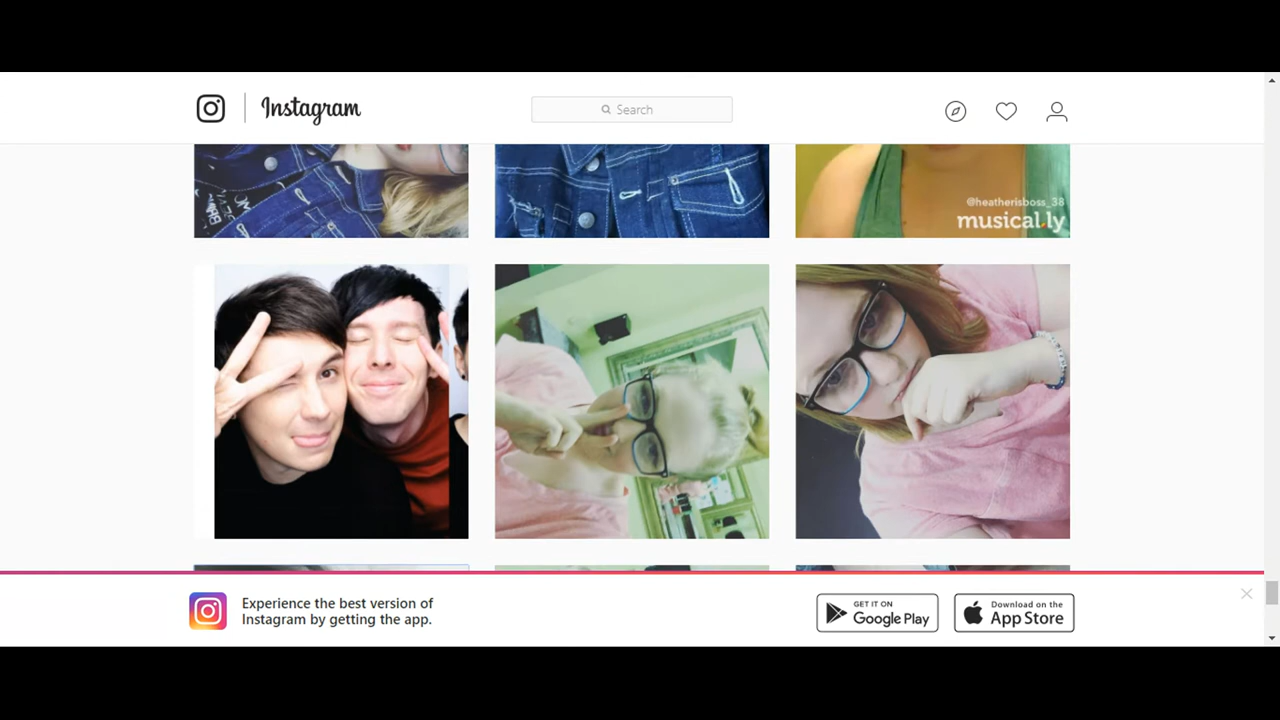 Instagram
Search
@heatherisboss_38
musical.ly
Experience the best version of
Instagram by getting the app.
GET IT ON
Google Play
Download on the
App Store